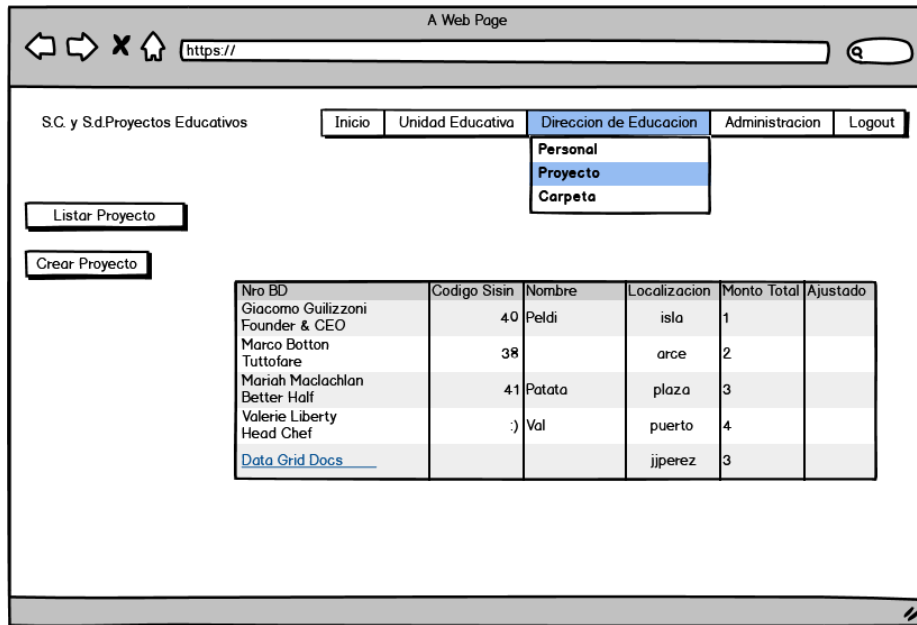 A Web Page
https://
S.C. y S.d.Proyectos Educativos
Inicio Unidad Educativa Direccion de Educacion Administracion Logout
Personal
Proyecto
Carpeta
Listar Proyecto
Crear Proyecto
Nro BD Codigo Sisin Nombre Localizacion Monto Total Ajustado
Giacomo Guilizzoni
Founder & CEO 40 Peldi isla 1
Marco Botton
Tuttofare 38 arce 2
Mariah Maclachlan
Better Half 41 Patata plaza 3
Valerie Liberty
Head Chef :) Val puerto 4
Data Grid Docs jjperez 3